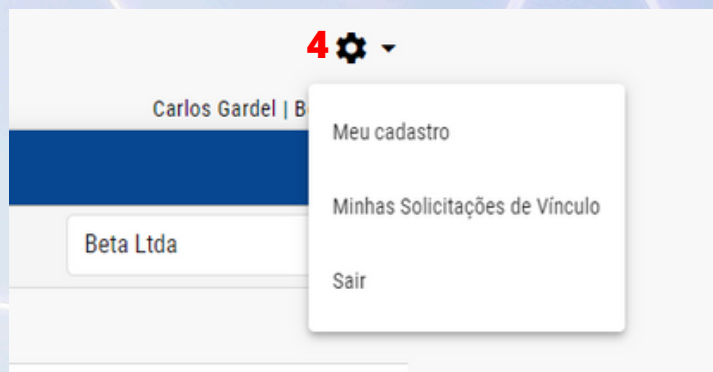 4
Carlos Gardel | B
Meu cadastro
Minhas Solicitações de Vínculo
Beta Ltda
Sair